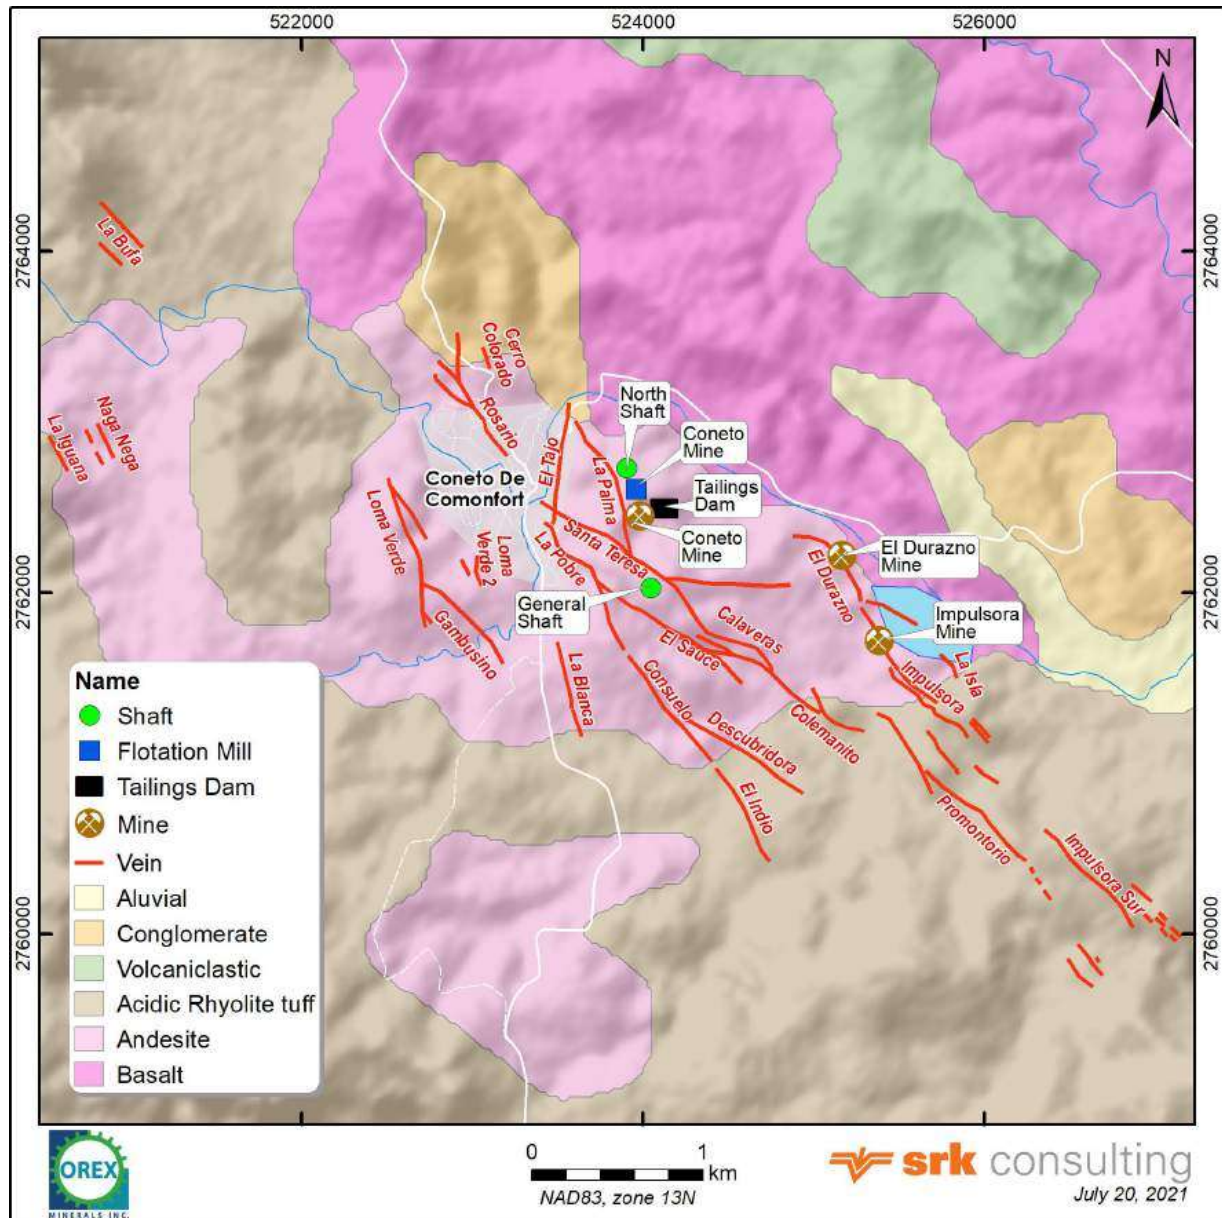 522000
524000
526000
N
2764000
2764000
La Bufa
Cerro
Colorado
Rosario
North
Shaft
Coneto
Mine
Naga Nega
La Iguana
El Tajo
La Palma
Coneto De
Comonfort
Tailings
Dam
Loma Verde
Loma
Verde 2
Santa Teresa
La Pobre
Coneto
Mine
El Durazno
Mine
El Durazno
2762000
2762000
General
Shaft
Impulsora
Mine
Gambusino
Calaveras
El Sauce
La Isla
Impulsora
La Blanca
Consuelo
Colemanito
Descubridora
El Indio
Promontorio
Impulsora Sur
2760000
2760000
Name
Shaft
Flotation Mill
Tailings Dam
Mine
Vein
Aluvial
Conglomerate
Volcaniclastic
Acidic Rhyolite tuff
Andesite
Basalt
OREX
MINERALS INC.
0 1
km
NAD83, zone 13N
srk consulting
July 20, 2021